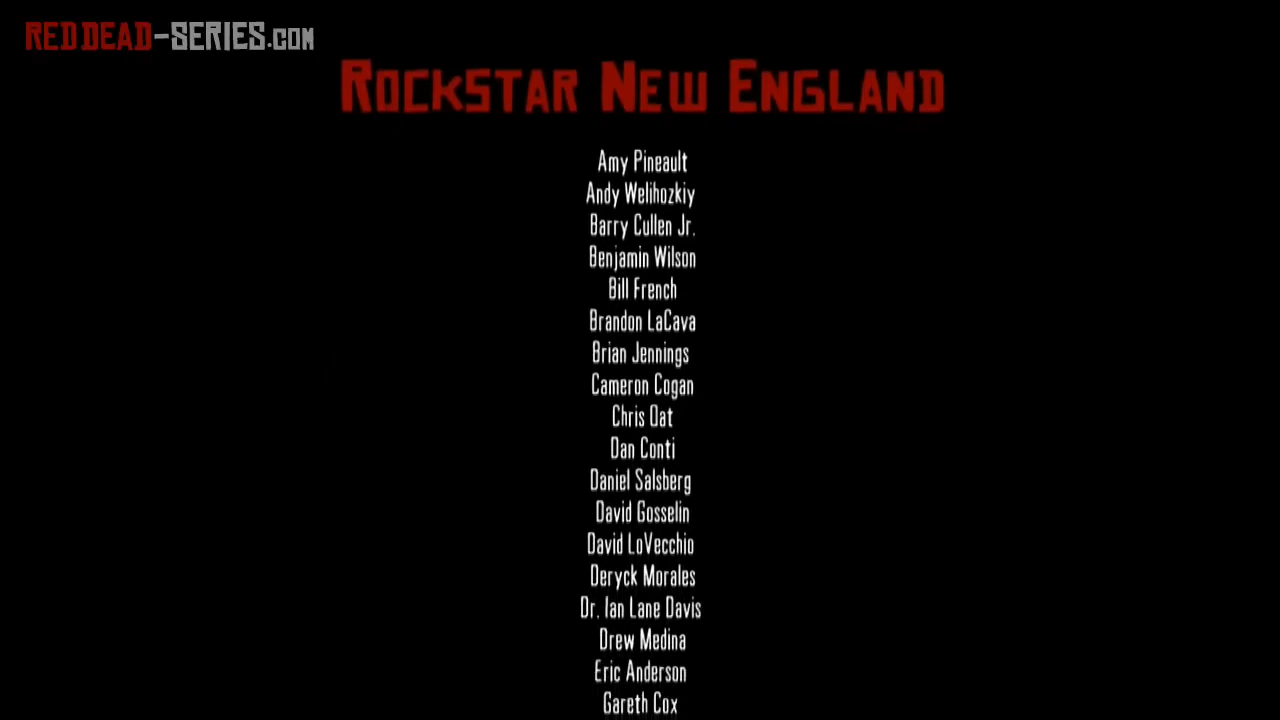 RED DEAD-SERIES.COM
ROCKSTAR NEW ENGLAND
Amy Pineault
Andy Welihozkiy
Barry Cullen Jr.
Benjamin Wilson
Bill French
Brandon LaCava
Brian Jennings
Cameron Cogan
Chris Oat
Dan Conti
Daniel Salsberg
David Gosselin
David LoVecchio
Deryck Morales
Dr. Ian Lane Davis
Drew Medina
Eric Anderson
Gareth Cox